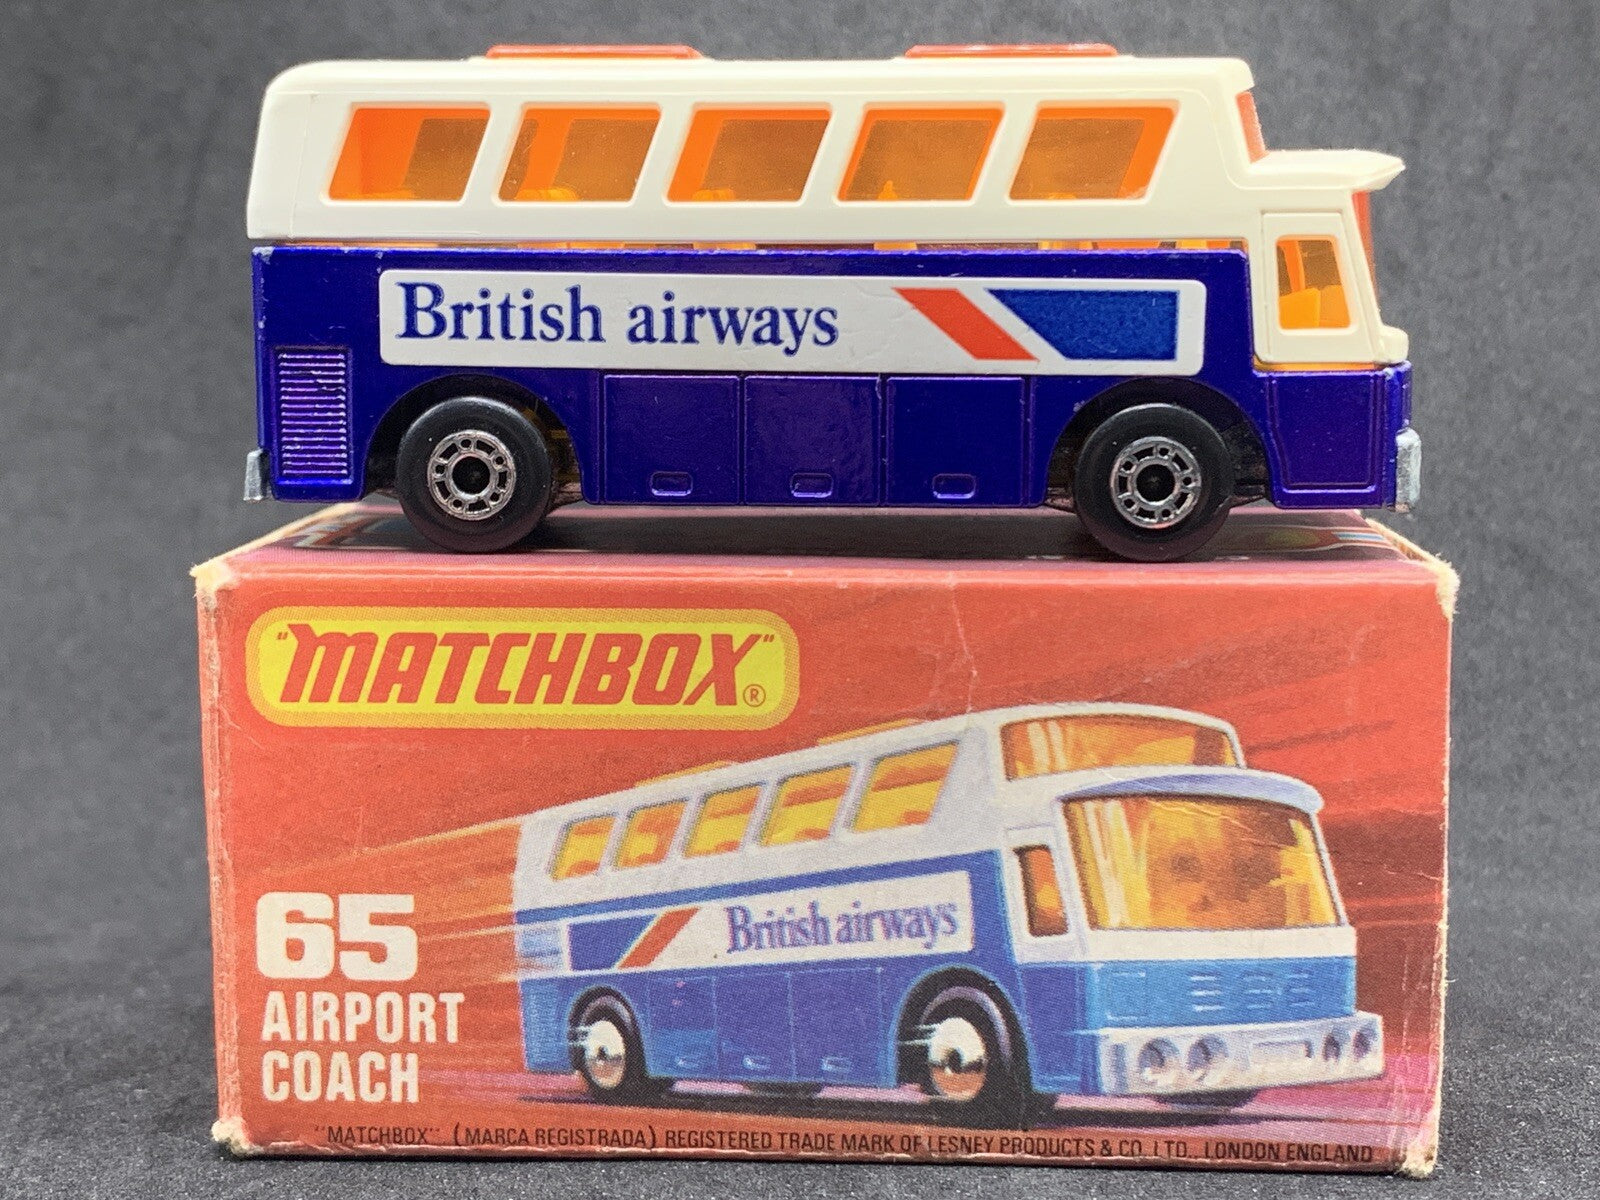 British airways
"MATCHBOX"®
British airways
65
AIRPORT
COACH
"MATCHBOX" (MARCA REGISTRADA) REGISTERED TRADE MARK OF LESNEY PRODUCTS & CO. LTD., LONDON ENGLAND